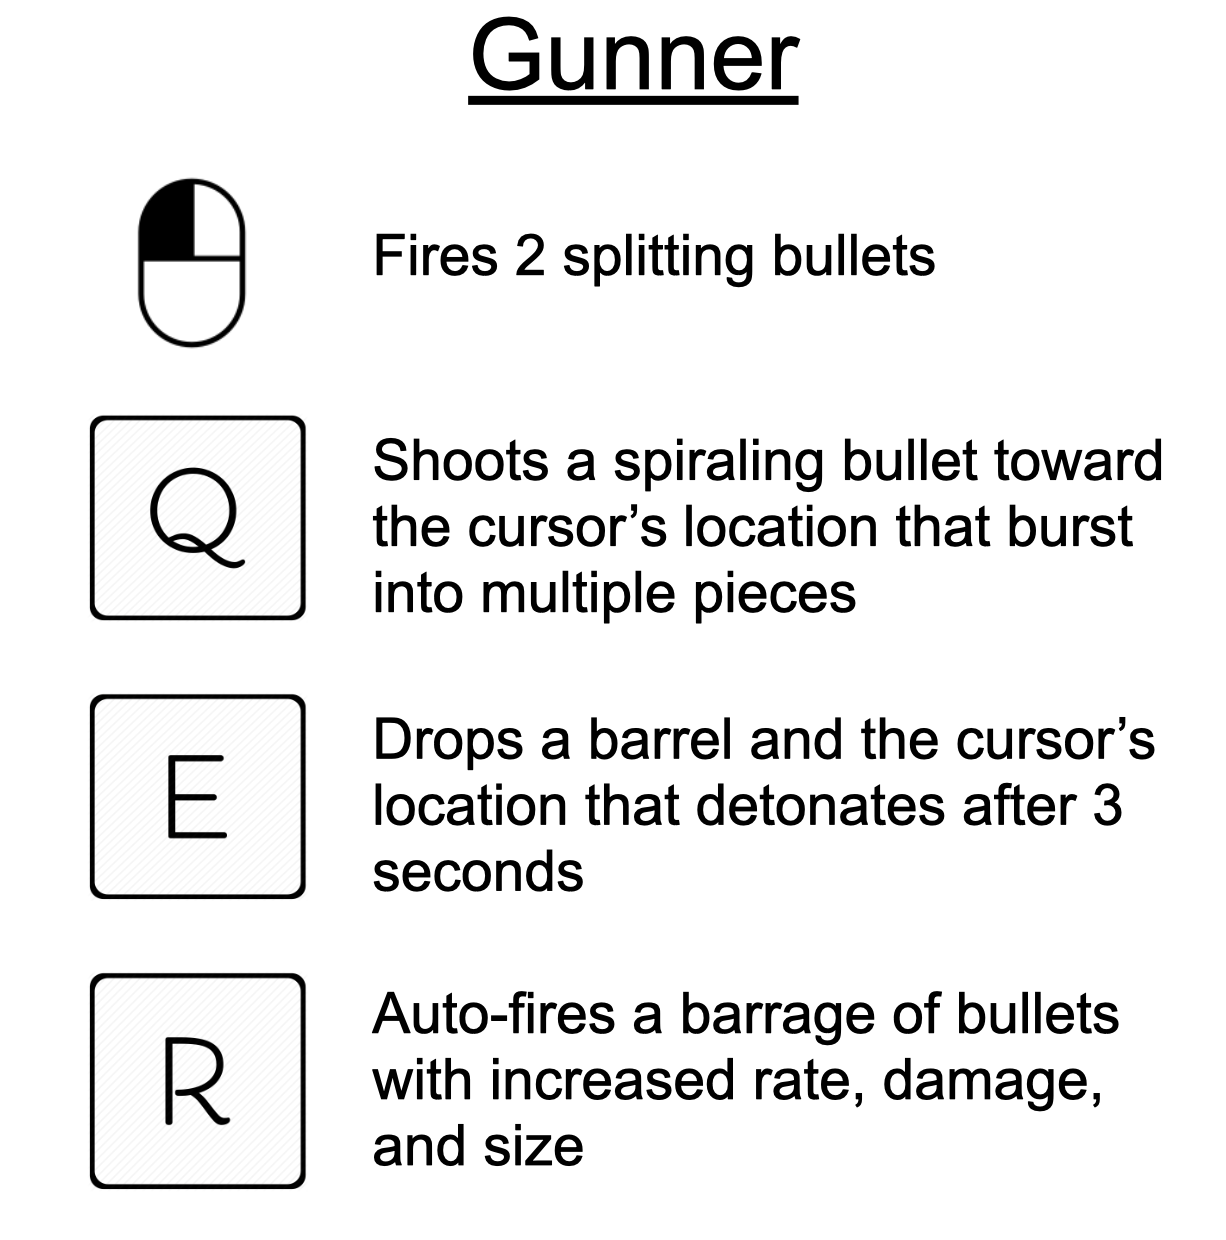 Gunner
Fires 2 splitting bullets
Q
Shoots a spiraling bullet toward
the cursor’s location that burst
into multiple pieces
E
Drops a barrel and the cursor’s
location that detonates after 3
seconds
R
Auto-fires a barrage of bullets
with increased rate, damage,
and size